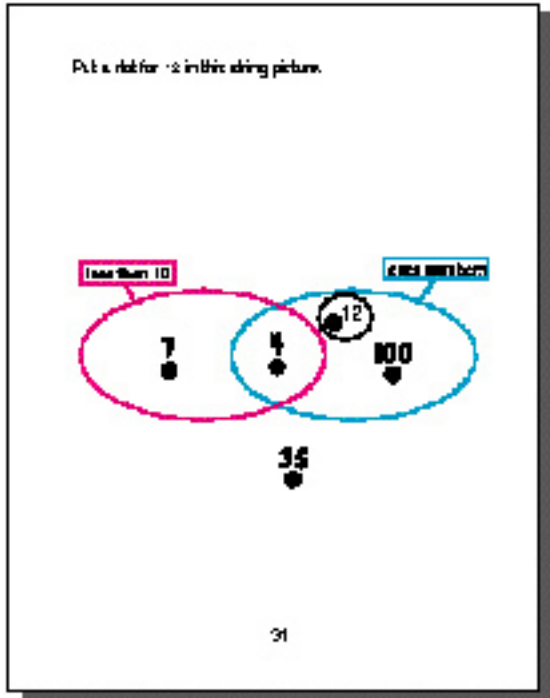 Put a dot for 12 in this string picture.
less than 10
even numbers
12
7
4
100
35
31